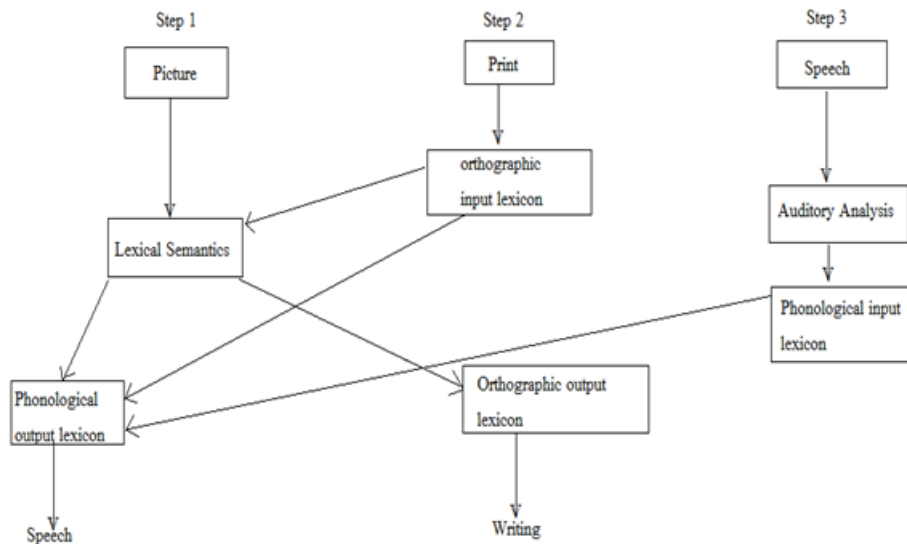 Step 1
Step 2
Step 3
Picture
Print
Speech
orthographic
input lexicon
Auditory Analysis
Lexical Semantics
Phonological input
lexicon
Phonological
output lexicon
Orthographic output
lexicon
Speech
Writing